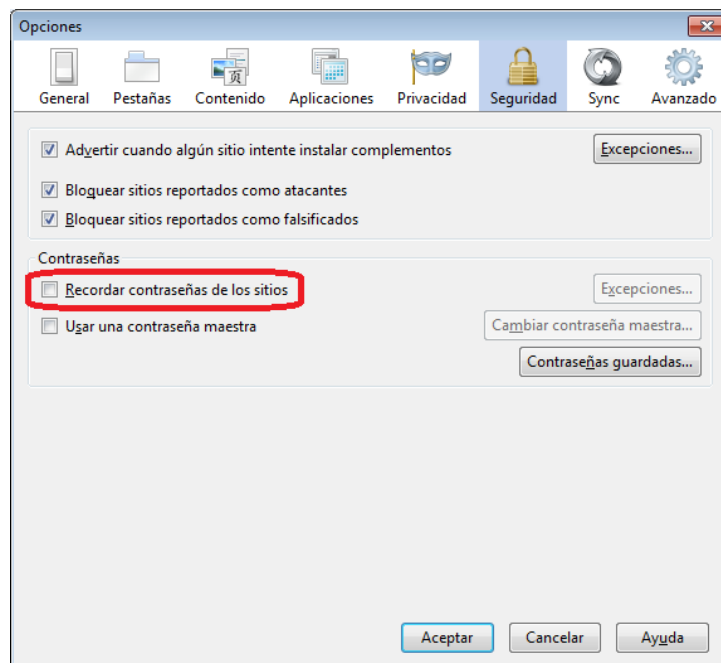 Opciones
General Pestañas Contenido Aplicaciones Privacidad Seguridad Sync Avanzado
页
Advertir cuando algún sitio intente instalar complementos Excepciones...
Bloquear sitios reportados como atacantes
Bloquear sitios reportados como falsificados
Contraseñas
Recordar contraseñas de los sitios Excepciones...
Usar una contraseña maestra Cambiar contraseña maestra...
Contraseñas guardadas...
Aceptar Cancelar Ayuda